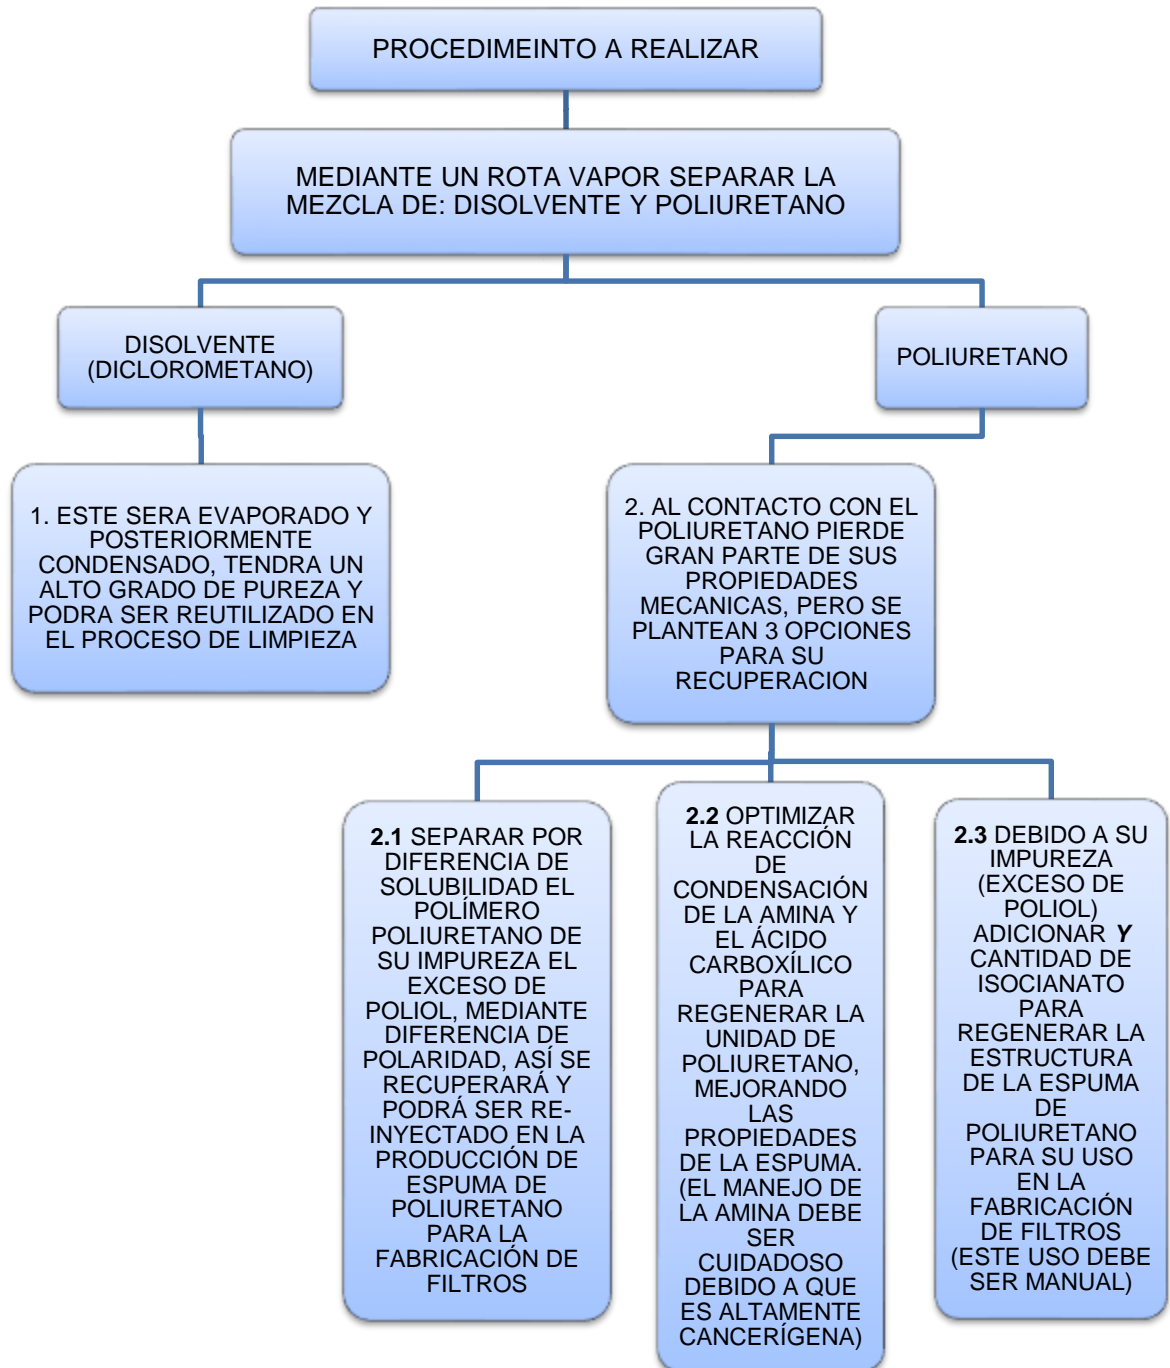 PROCEDIMEINTO A REALIZAR
MEDIANTE UN ROTA VAPOR SEPARAR LA
MEZCLA DE: DISOLVENTE Y POLIURETANO
DISOLVENTE
(DICLOROMETANO)
POLIURETANO
1. ESTE SERA EVAPORADO Y
POSTERIORMENTE
CONDENSADO, TENDRA UN
ALTO GRADO DE PUREZA Y
PODRA SER REUTILIZADO EN
EL PROCESO DE LIMPIEZA
2. AL CONTACTO CON EL
POLIURETANO PIERDE
GRAN PARTE DE SUS
PROPIEDADES
MECANICAS, PERO SE
PLANTEAN 3 OPCIONES
PARA SU
RECUPERACION
2.1 SEPARAR POR
DIFERENCIA DE
SOLUBILIDAD EL
POLÍMERO
POLIURETANO DE
SU IMPUREZA EL
EXCESO DE
POLIOL, MEDIANTE
DIFERENCIA DE
POLARIDAD, ASÍ SE
RECUPERARÁ Y
PODRÁ SER RE-
INYECTADO EN LA
PRODUCCIÓN DE
ESPUMA DE
POLIURETANO
PARA LA
FABRICACIÓN DE
FILTROS
2.2 OPTIMIZAR
LA REACCIÓN
DE
CONDENSACIÓN
DE LA AMINA Y
EL ÁCIDO
CARBOXÍLICO
PARA
REGENERAR LA
UNIDAD DE
POLIURETANO,
MEJORANDO
LAS
PROPIEDADES
DE LA ESPUMA.
(EL MANEJO DE
LA AMINA DEBE
SER
CUIDADOSO
DEBIDO A QUE
ES ALTAMENTE
CANCERÍGENA)
2.3 DEBIDO A SU
IMPUREZA
(EXCESO DE
POLIOL)
ADICIONAR Y
CANTIDAD DE
ISOCIANATO
PARA
REGENERAR LA
ESTRUCTURA
DE LA ESPUMA
DE
POLIURETANO
PARA SU USO
EN LA
FABRICACIÓN
DE FILTROS
(ESTE USO DEBE
SER MANUAL)